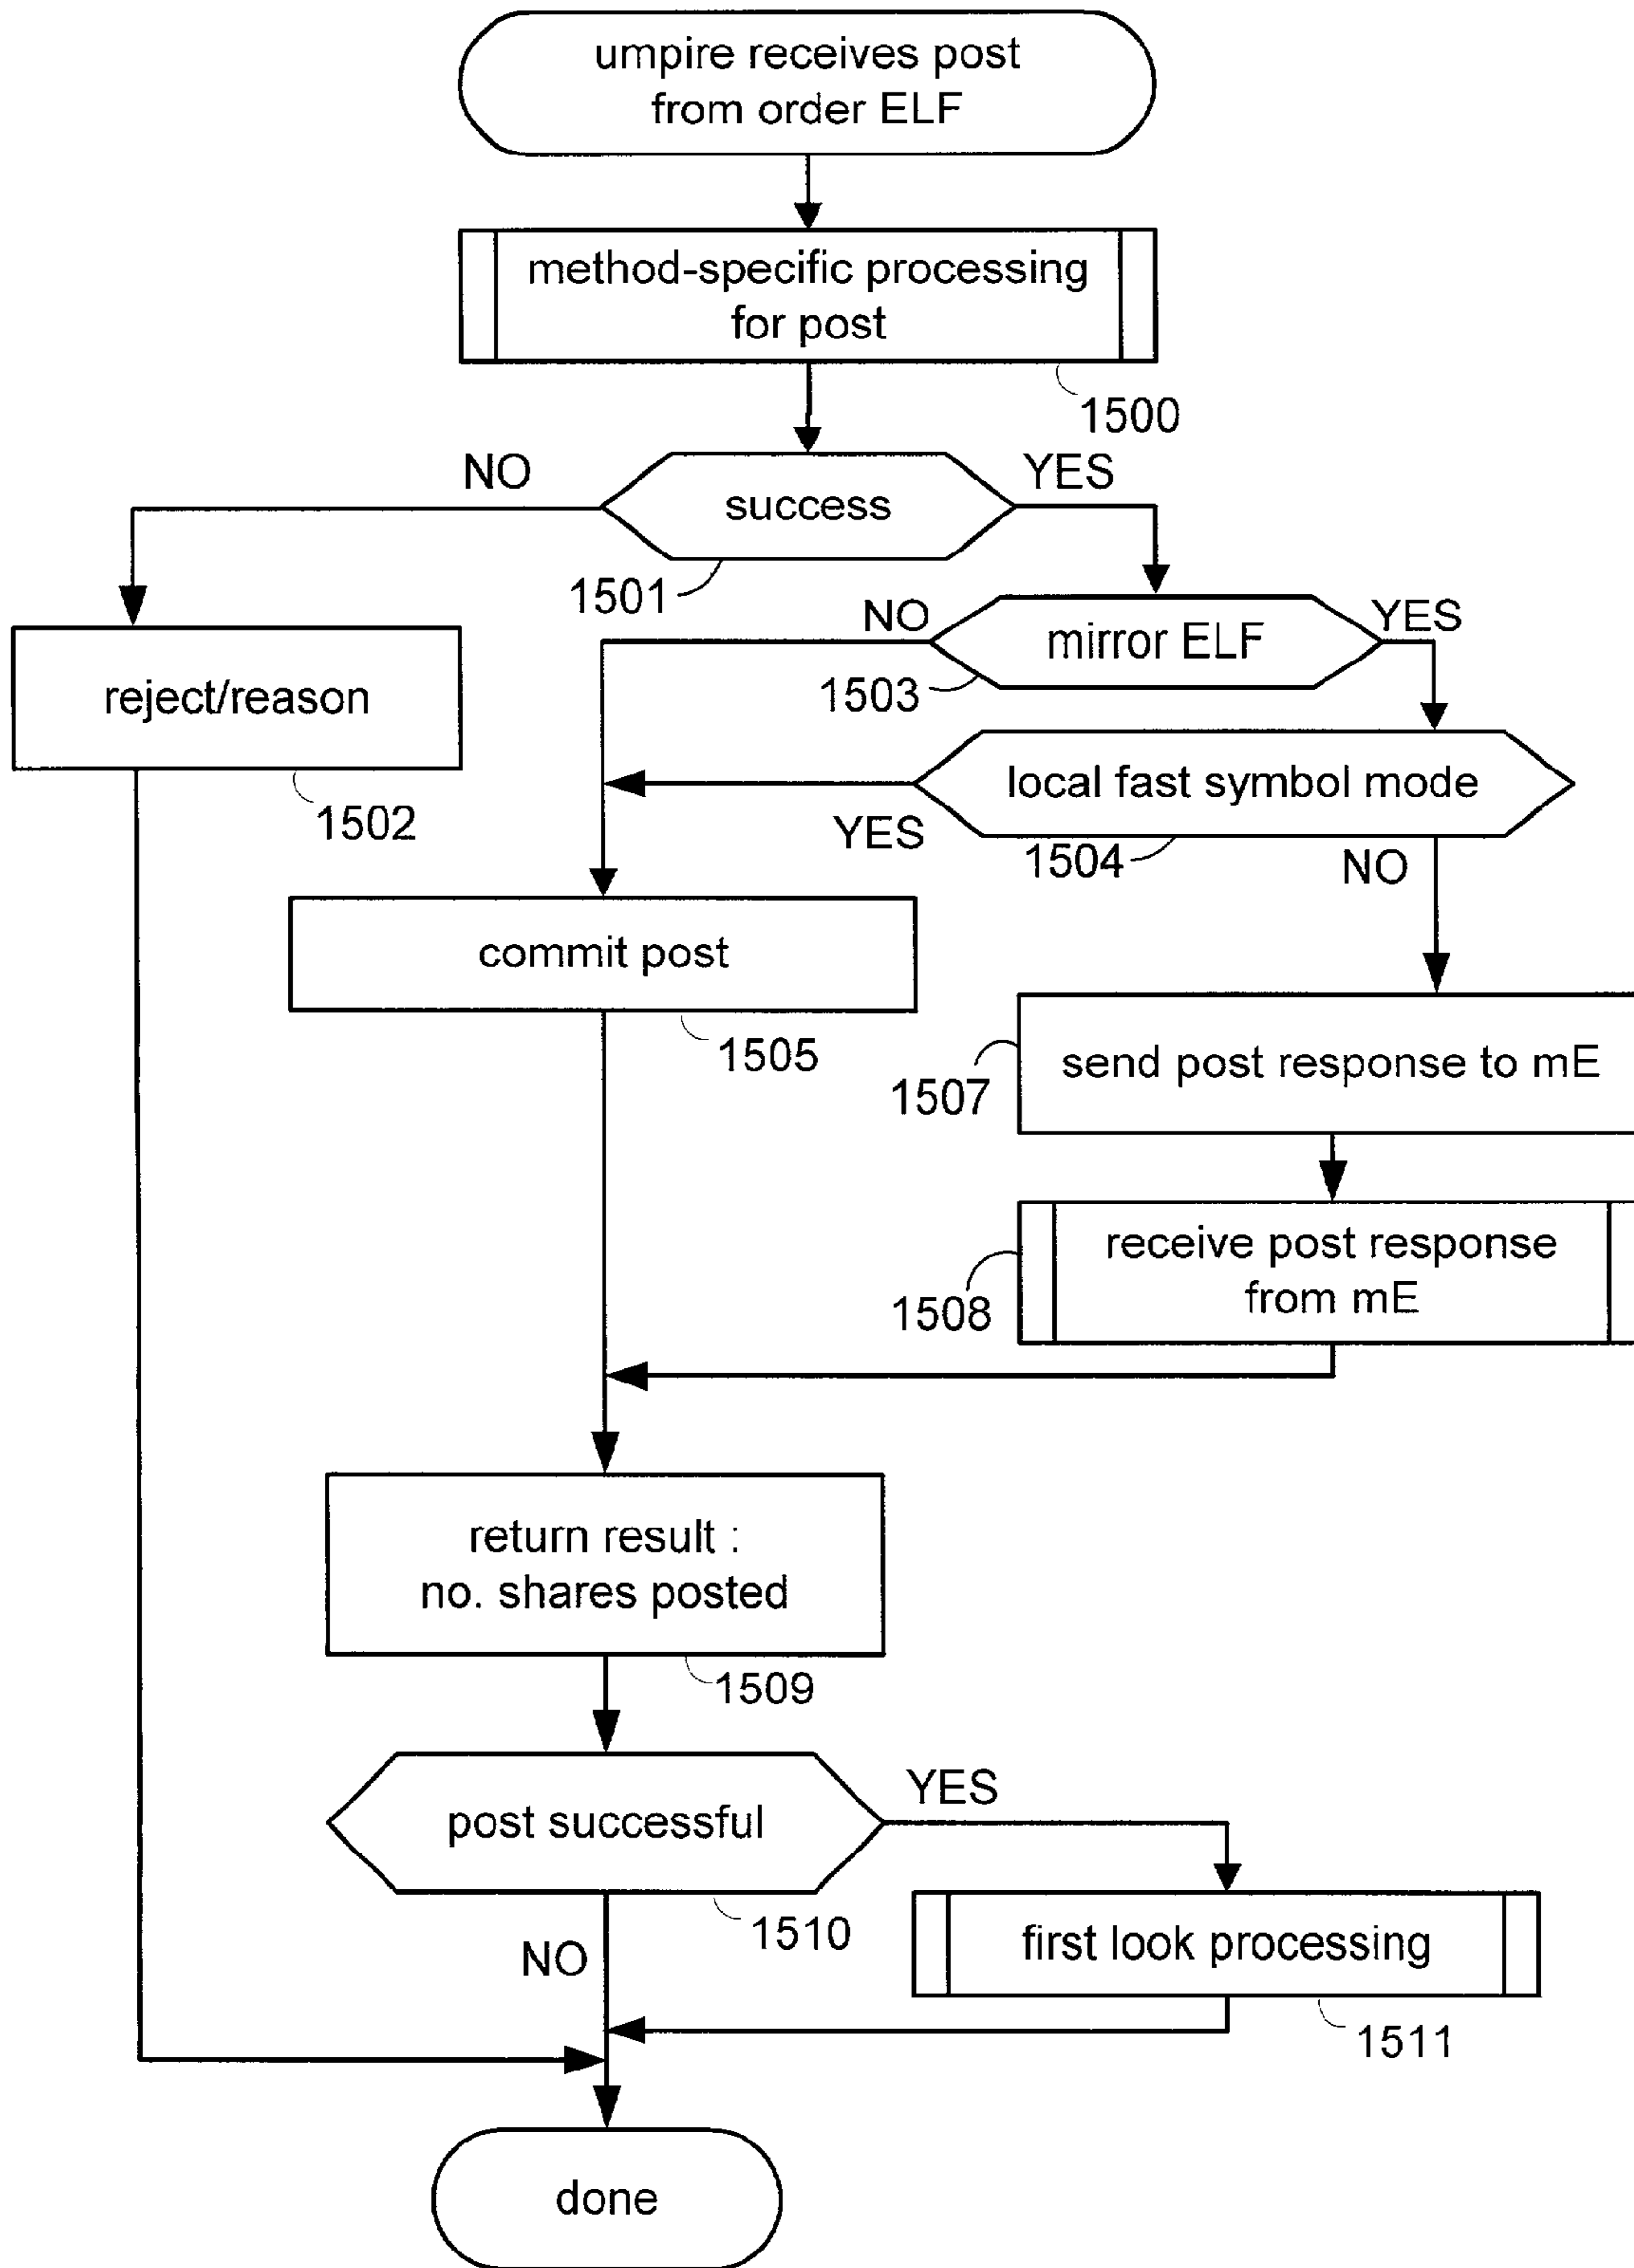 umpire receives post
from order ELF
method-specific processing
for post
1500
NO
YES
success
1501
NO
YES
mirror ELF
1503
reject/reason
1502
local fast symbol mode
YES
1504
NO
commit post
1505
send post response to mE
1507
receive post response
from mE
1508
return result :
no. shares posted
1509
YES
post successful
1510
NO
first look processing
1511
done